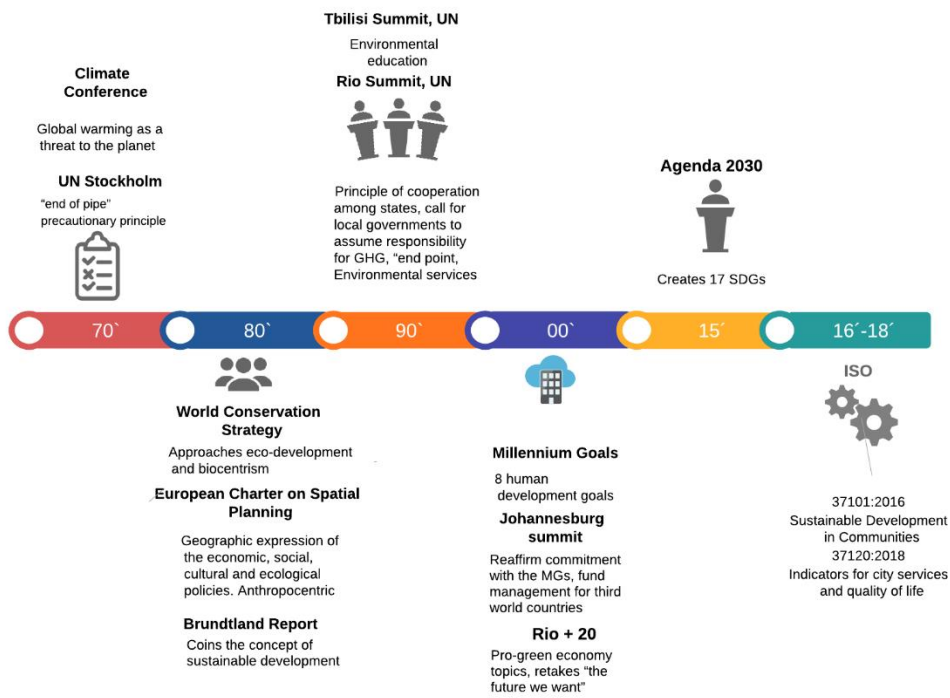 Climate
Conference
Global warming as a
threat to the planet
UN Stockholm
“end of pipe”
precautionary principle
Tbilisi Summit, UN
Environmental
education
Rio Summit, UN
Principle of cooperation
among states, call for
local governments to
assume responsibility
for GHG, “end point,
Environmental services
Agenda 2030
Creates 17 SDGs
70`
80`
90`
00`
15´
16´-18´
World Conservation
Strategy
Approaches eco-development
and biocentrism
European Charter on Spatial
Planning
Geographic expression of
the economic, social,
cultural and ecological
policies. Anthropocentric
Brundtland Report
Coins the concept of
sustainable development
Millennium Goals
8 human
development goals
Johannesburg
summit
Reaffirm commitment
with the MGs, fund
management for third
world countries
Rio + 20
Pro-green economy
topics, retakes “the
future we want”
ISO
37101:2016
Sustainable Development
in Communities
37120:2018
Indicators for city services
and quality of life